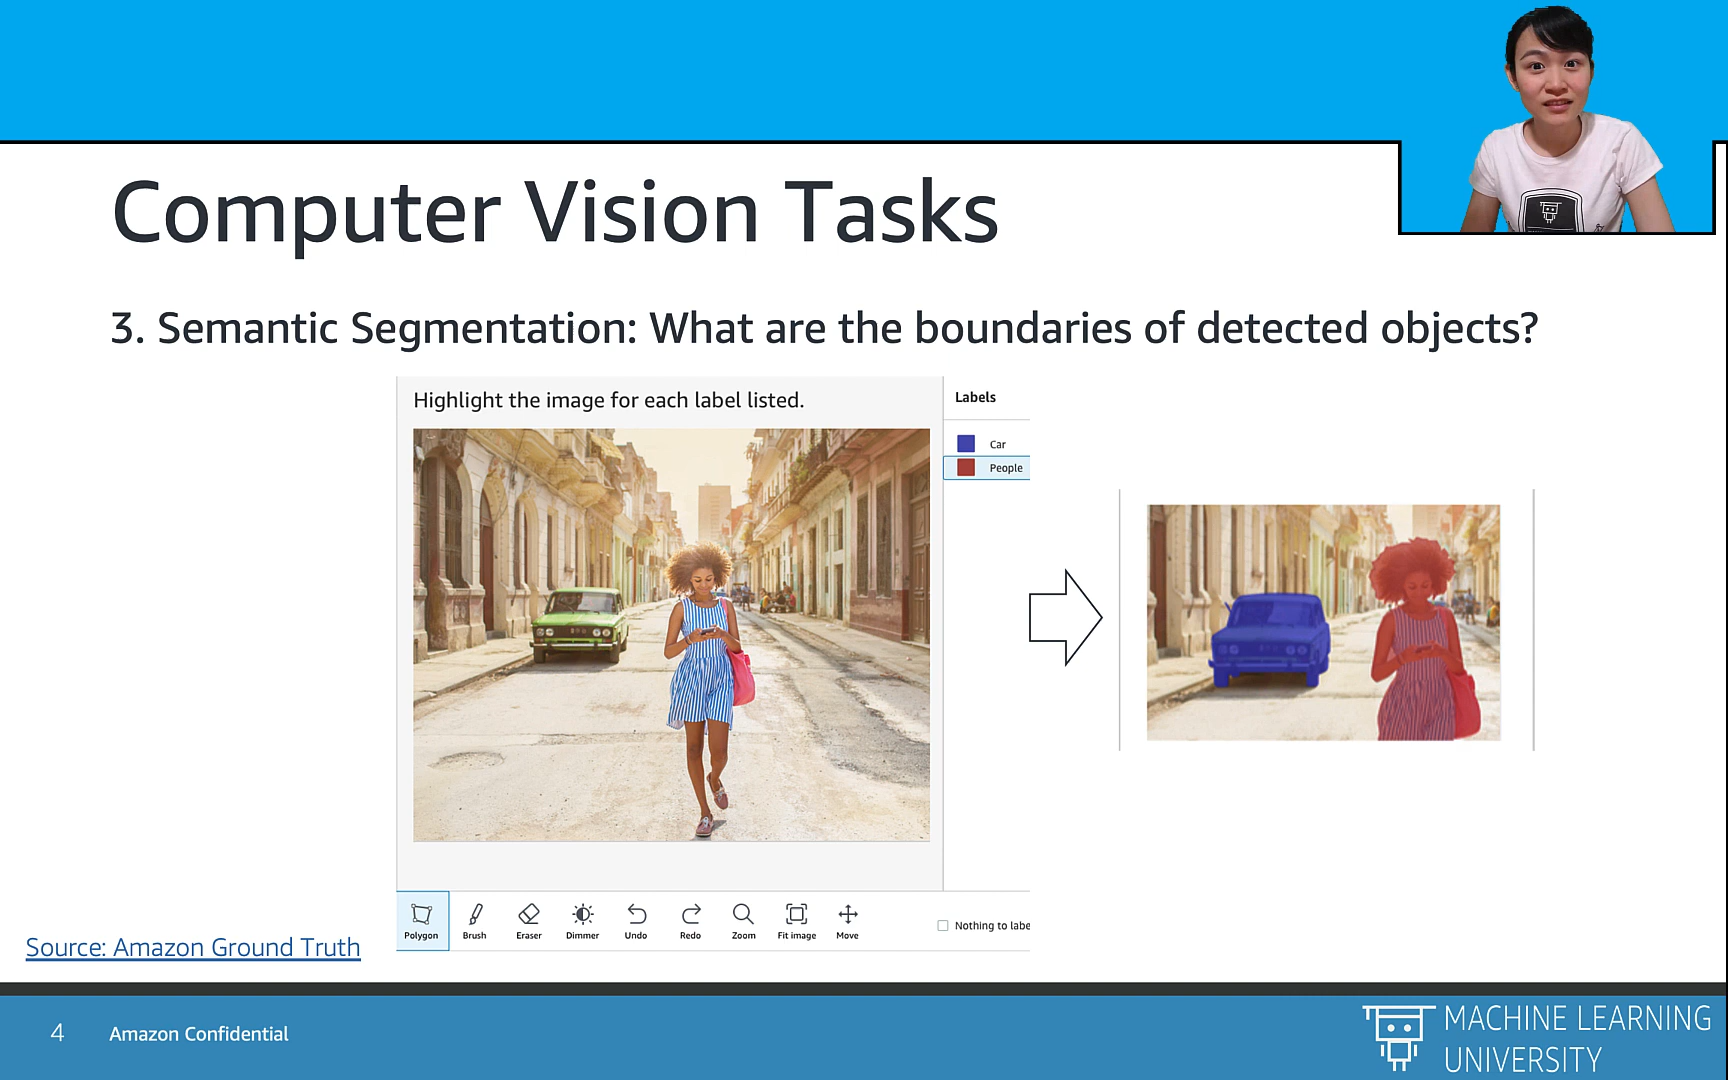 Computer Vision Tasks
3. Semantic Segmentation: What are the boundaries of detected objects?
Highlight the image for each label listed.
Labels
Car
People
Polygon
Brush
Eraser
Dimmer
Undo
Redo
Zoom
Fit image
Move
Nothing to labe
Source: Amazon Ground Truth
4
Amazon Confidential
MACHINE LEARNING
UNIVERSITY